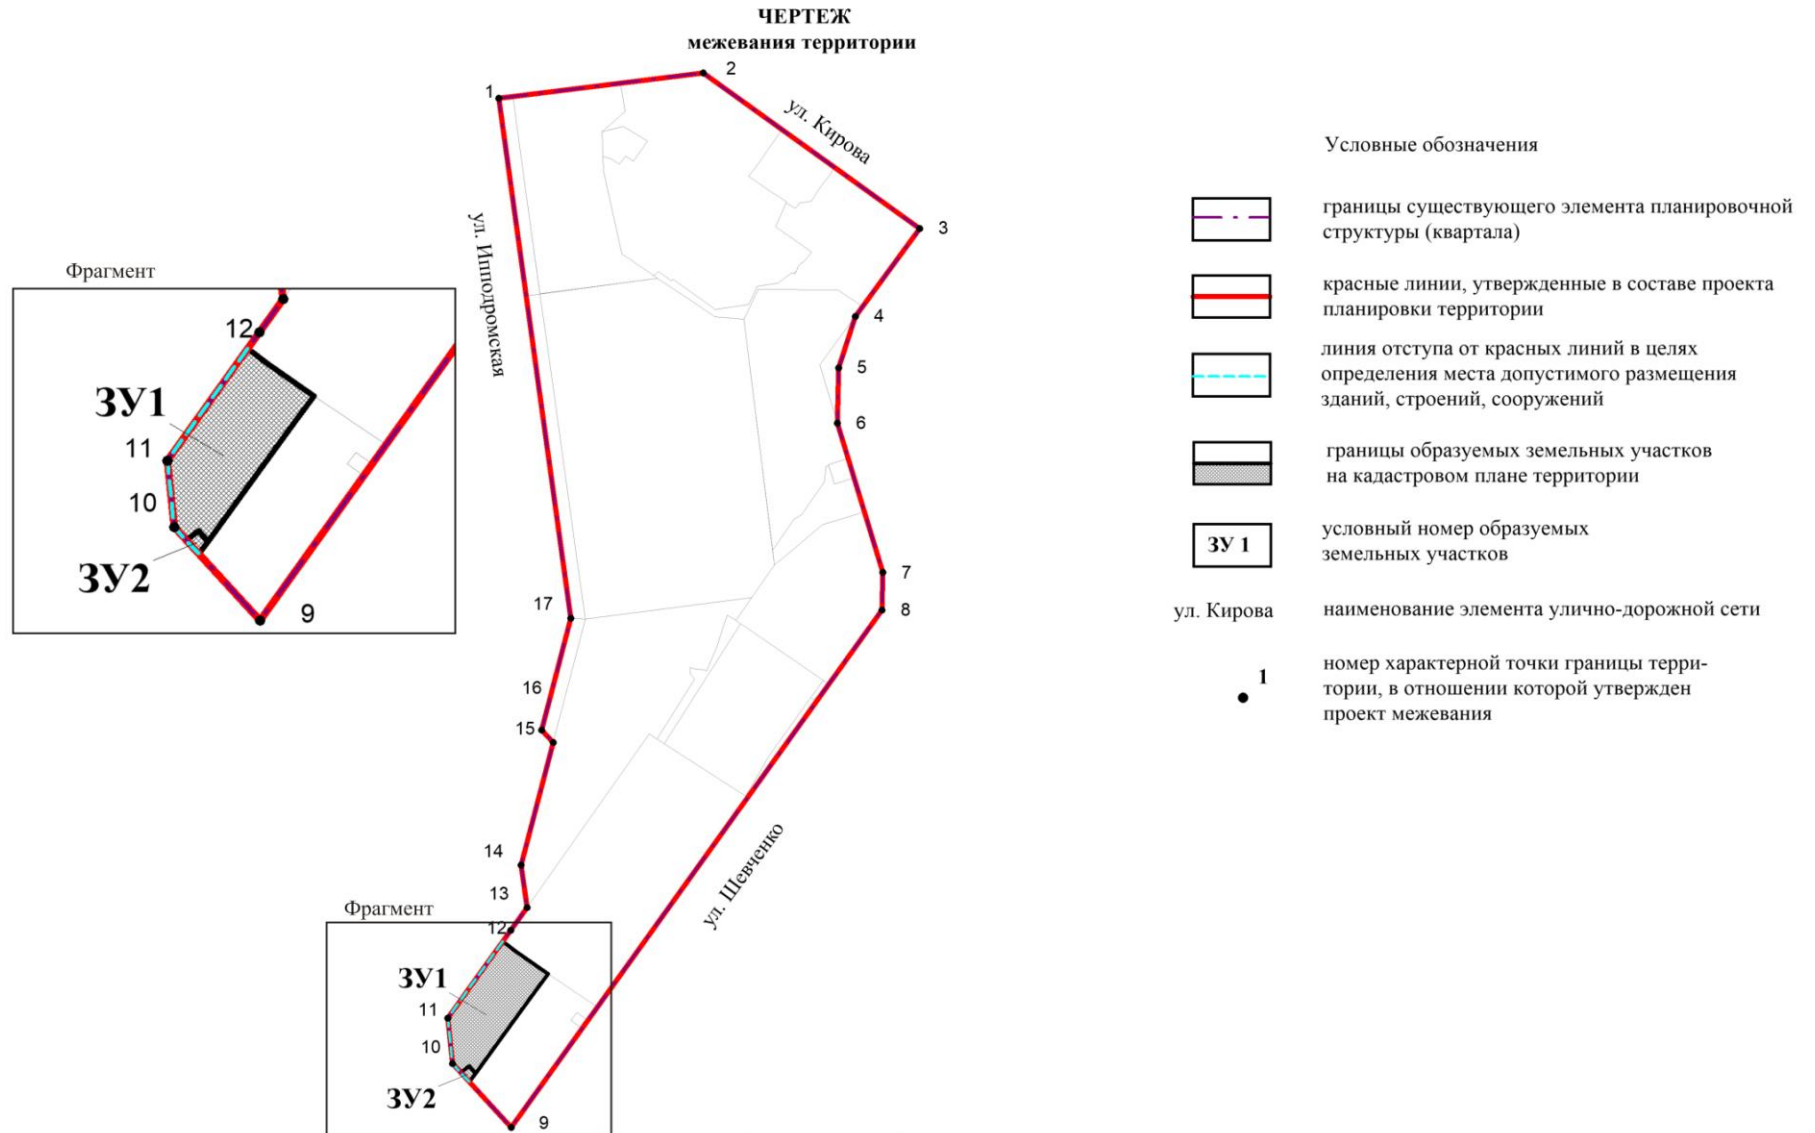 ЧЕРТЕЖ
межевания территории
1
2
ул. Кирова
3
ул. Ипподромская
4
5
6
7
8
17
16
15
14
13
ул. Шевченко
Фрагмент
12
ЗУ1
11
10
ЗУ2
9
Фрагмент
12
ЗУ1
11
10
ЗУ2
9
Условные обозначения
границы существующего элемента планировочной
структуры (квартала)
красные линии, утвержденные в составе проекта
планировки территории
линия отступа от красных линий в целях
определения места допустимого размещения
зданий, строений, сооружений
границы образуемых земельных участков
на кадастровом плане территории
ЗУ 1
условный номер образуемых
земельных участков
ул. Кирова
наименование элемента улично-дорожной сети
1
номер характерной точки границы терри-
тории, в отношении которой утвержден
проект межевания